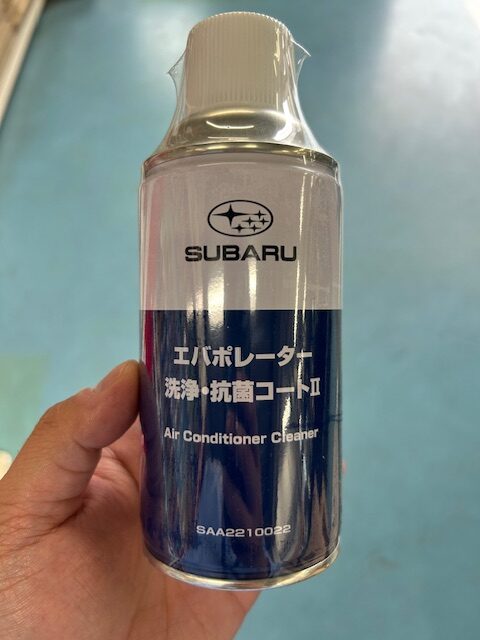 SUBARU
エバポレーター
洗浄・抗菌コートⅡ
Air Conditioner Cleaner
SAA2210022